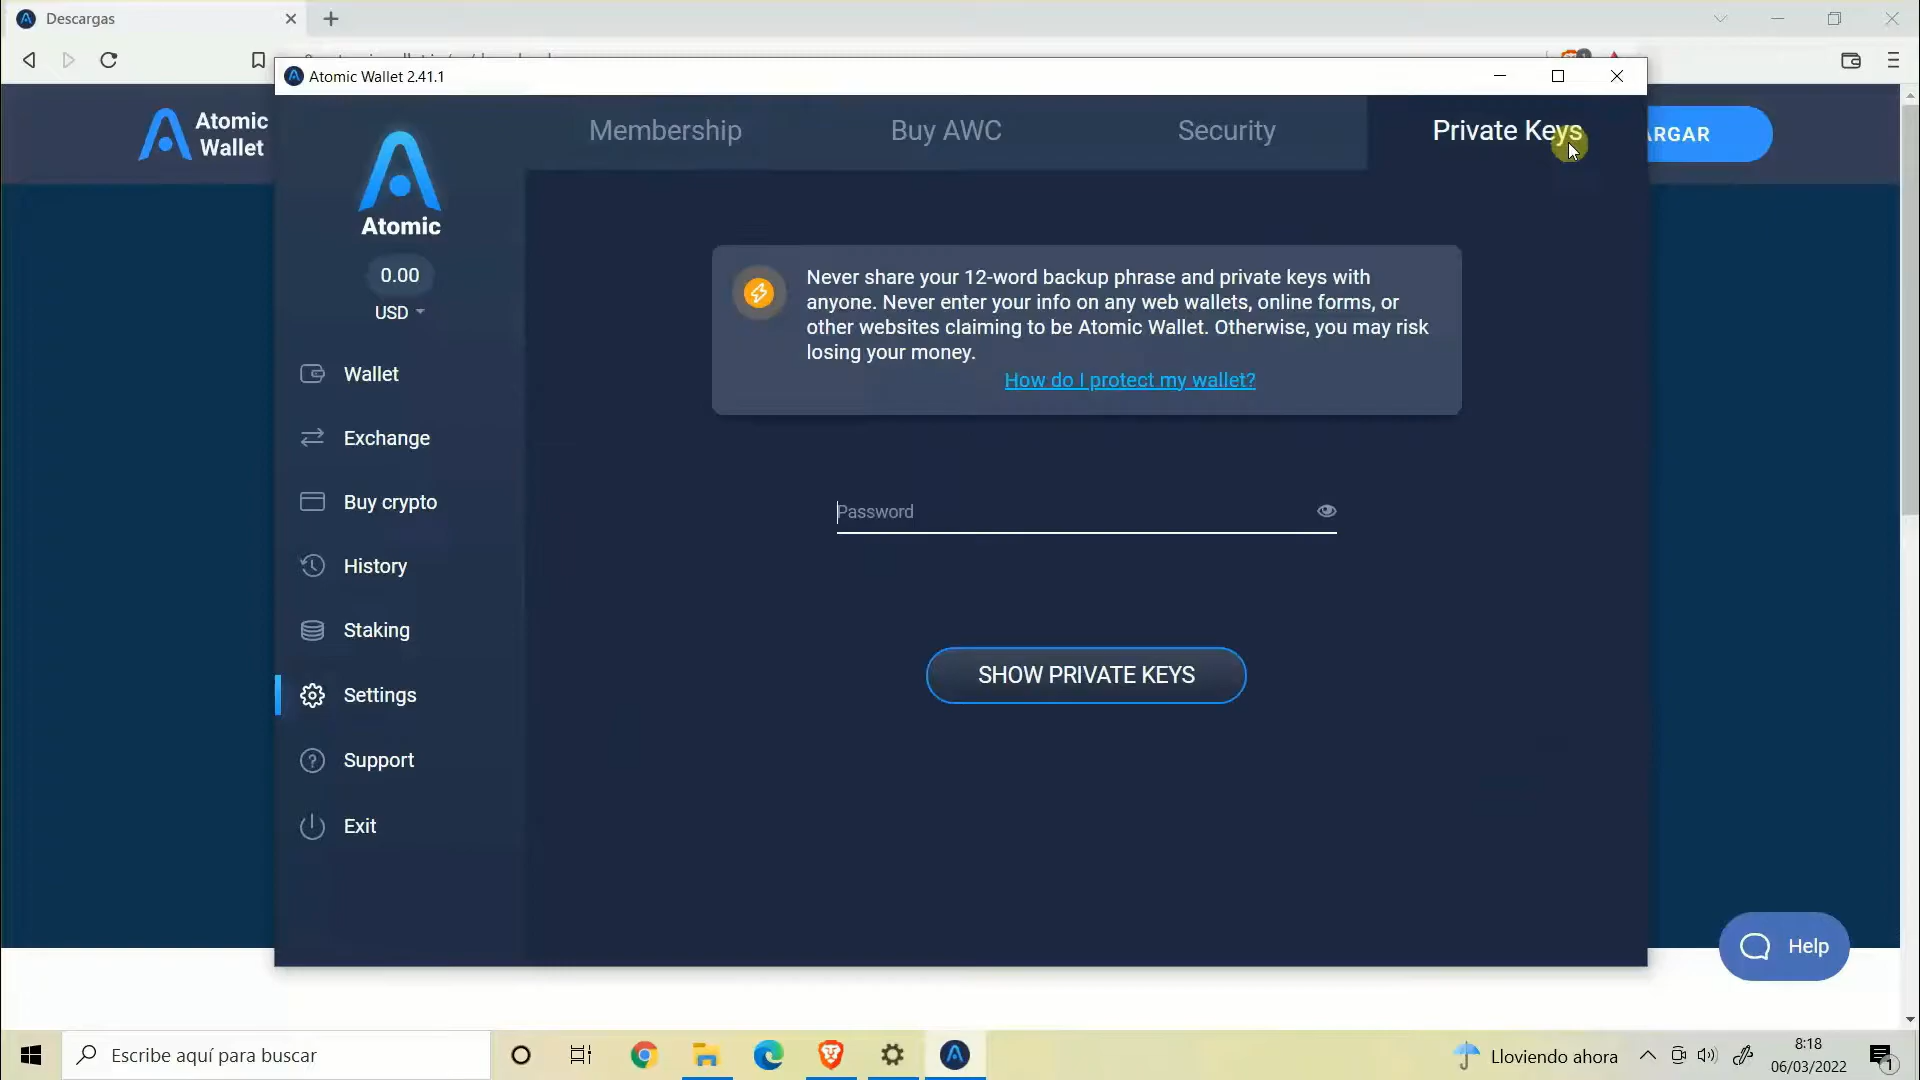 Descargas
Atomic Wallet 2.41.1
Atomic
Wallet
Membership
Buy AWC
Security
Private Keys
ARGAR
Atomic
0.00
USD
Never share your 12-word backup phrase and private keys with
anyone. Never enter your info on any web wallets, online forms, or
other websites claiming to be Atomic Wallet. Otherwise, you may risk
losing your money.
How do I protect my wallet?
Wallet
Exchange
Buy crypto
History
Staking
Settings
Support
Exit
Password
SHOW PRIVATE KEYS
Help
Escribe aquí para buscar
Lloviendo ahora
8:18
06/03/2022
1